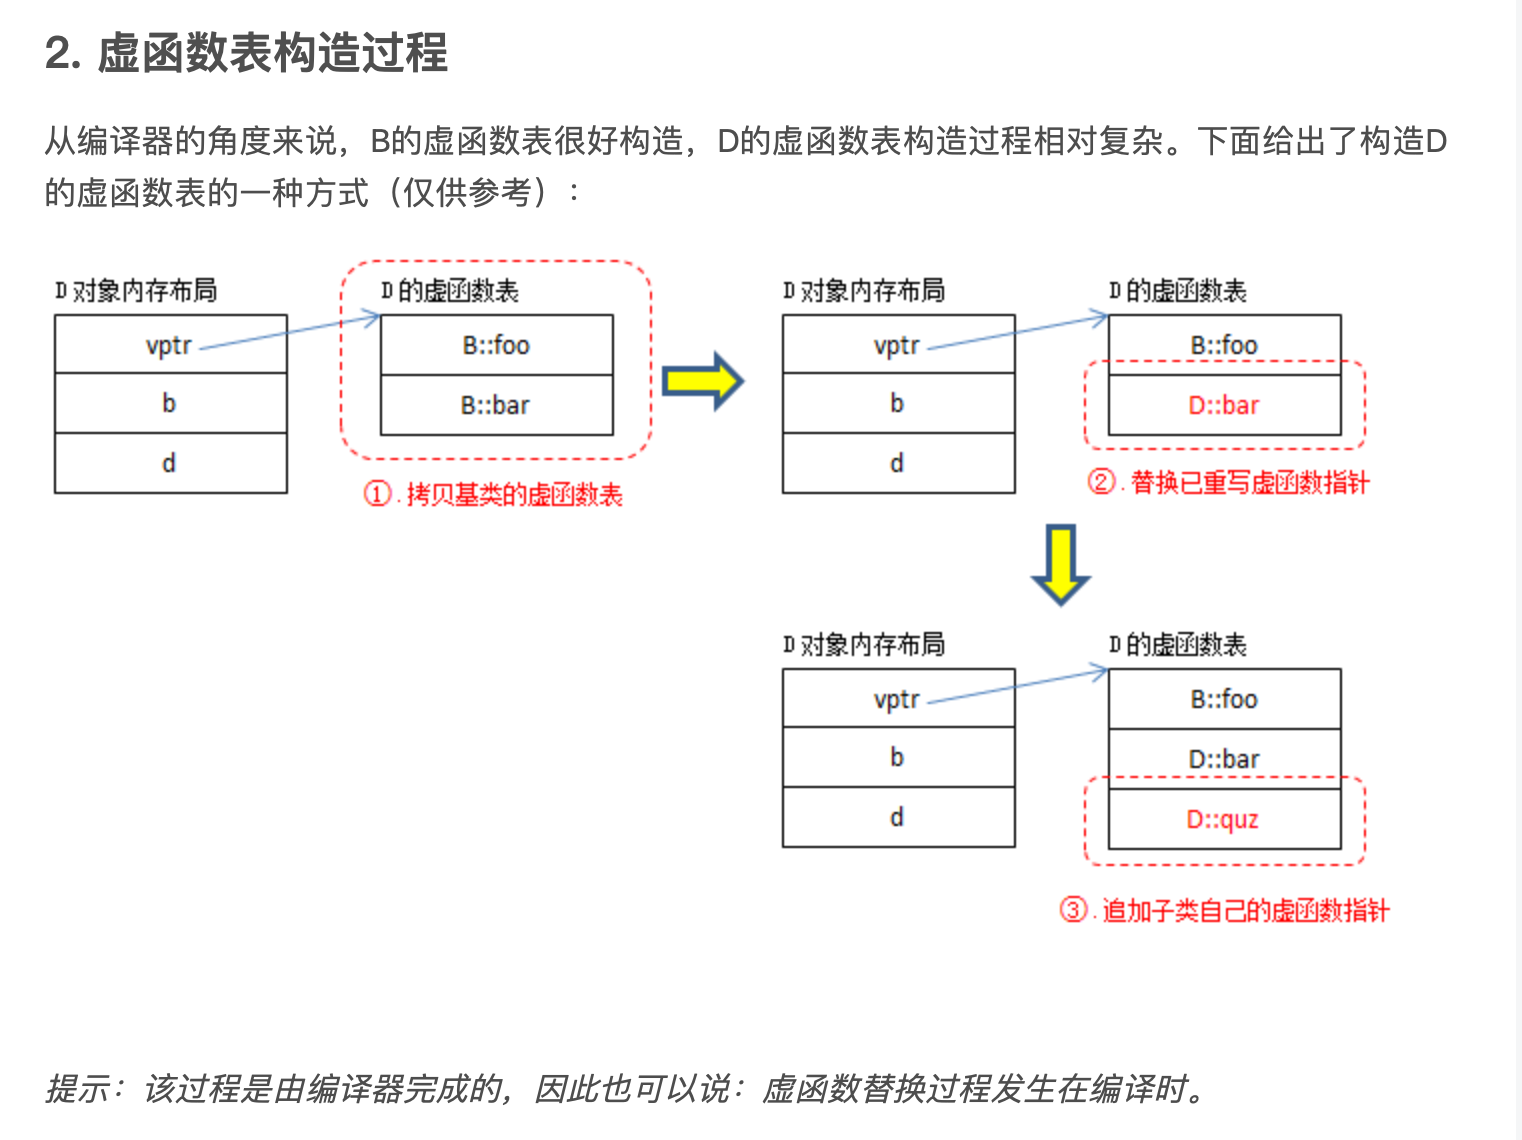 2. 虚函数表构造过程
从编译器的角度来说，B的虚函数表很好构造，D的虚函数表构造过程相对复杂。下面给出了构造D
的虚函数表的一种方式（仅供参考）：
D 对象内存布局
vptr
b
d
D 的虚函数表
B::foo
B::bar
①.拷贝基类的虚函数表
D 对象内存布局
vptr
b
d
D 的虚函数表
B::foo
D::bar
②.替换已重写虚函数指针
D 对象内存布局
vptr
b
d
D 的虚函数表
B::foo
D::bar
D::quz
③.追加子类自己的虚函数指针
提示：该过程是由编译器完成的，因此也可以说：虚函数替换过程发生在编译时。